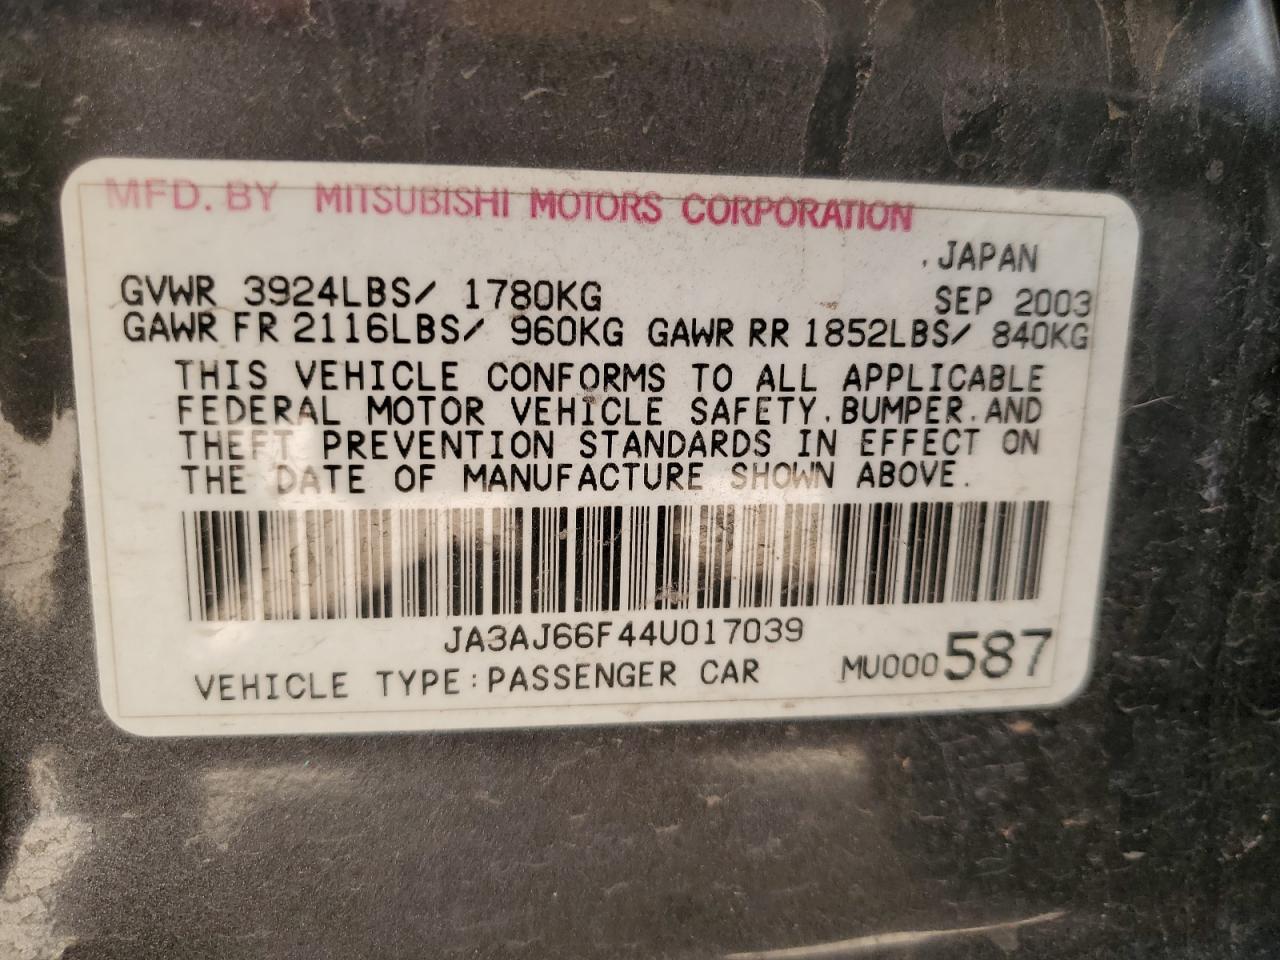 MFD. BY MITSUBISHI MOTORS CORPORATION
, JAPAN
GVWR 3924LBS/ 1780KG SEP 2003
GAWR FR 2116LBS/ 960KG GAWR RR 1852LBS/ 840KG
THIS VEHICLE CONFORMS TO ALL APPLICABLE
FEDERAL MOTOR VEHICLE SAFETY, BUMPER, AND
THEFT PREVENTION STANDARDS IN EFFECT ON
THE DATE OF MANUFACTURE SHOWN ABOVE.
JA3AJ66F44U017039
VEHICLE TYPE:PASSENGER CAR MU000587